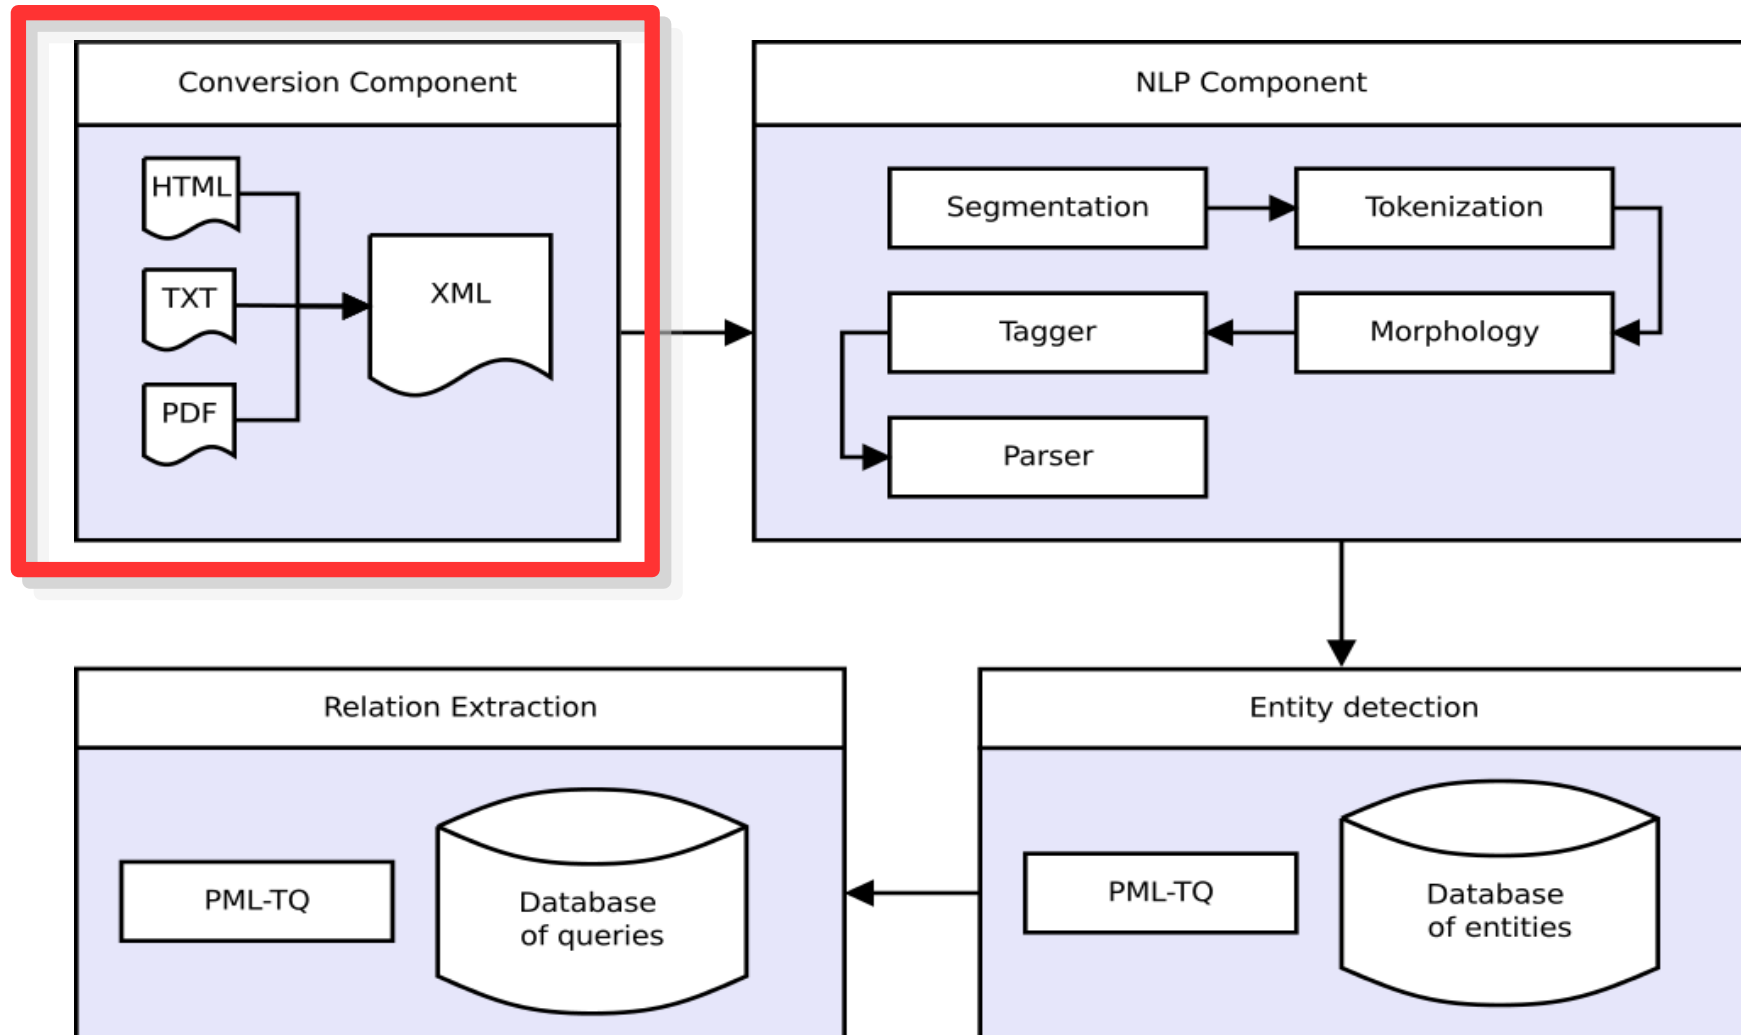 Conversion Component
HTML
TXT
PDF
XML
NLP Component
Segmentation
Tokenization
Morphology
Tagger
Parser
Entity detection
PML-TQ
Database
of entities
Relation Extraction
PML-TQ
Database
of queries